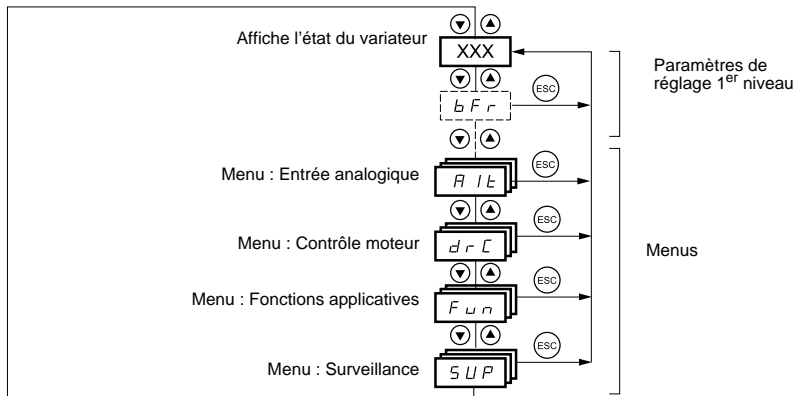 Affiche l'état du variateur
XXX
Paramètres de
réglage 1er niveau
bFr
ESC
Menu : Entrée analogique
AIt
ESC
Menu : Contrôle moteur
drC
ESC
Menus
Menu : Fonctions applicatives
Fun
ESC
Menu : Surveillance
SUP
ESC